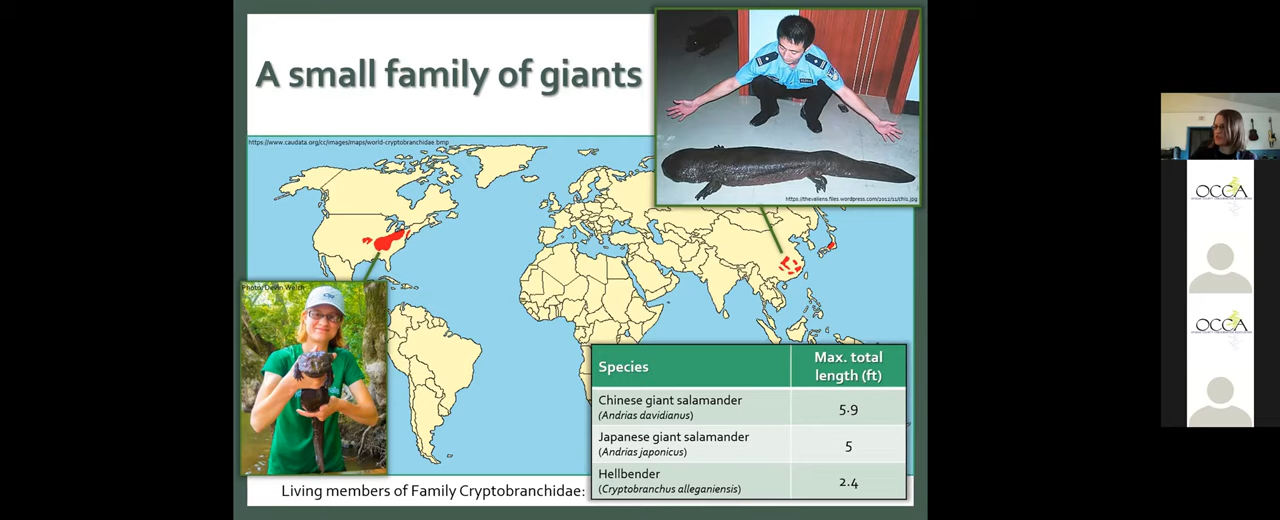 A small family of giants
https://www.caudata.org/cc/images/maps/world-cryptobranchidae.bmp
https://thevaliens.files.wordpress.com/2012/11/chis.jpg
Photo: Devin Welch
Species
Max. total
length (ft)
Chinese giant salamander
(Andrias davidianus)
5.9
Japanese giant salamander
(Andrias japonicus)
5
Hellbender
(Cryptobranchus alleganiensis)
2.4
Living members of Family Cryptobranchidae:
OCCA
OCCA